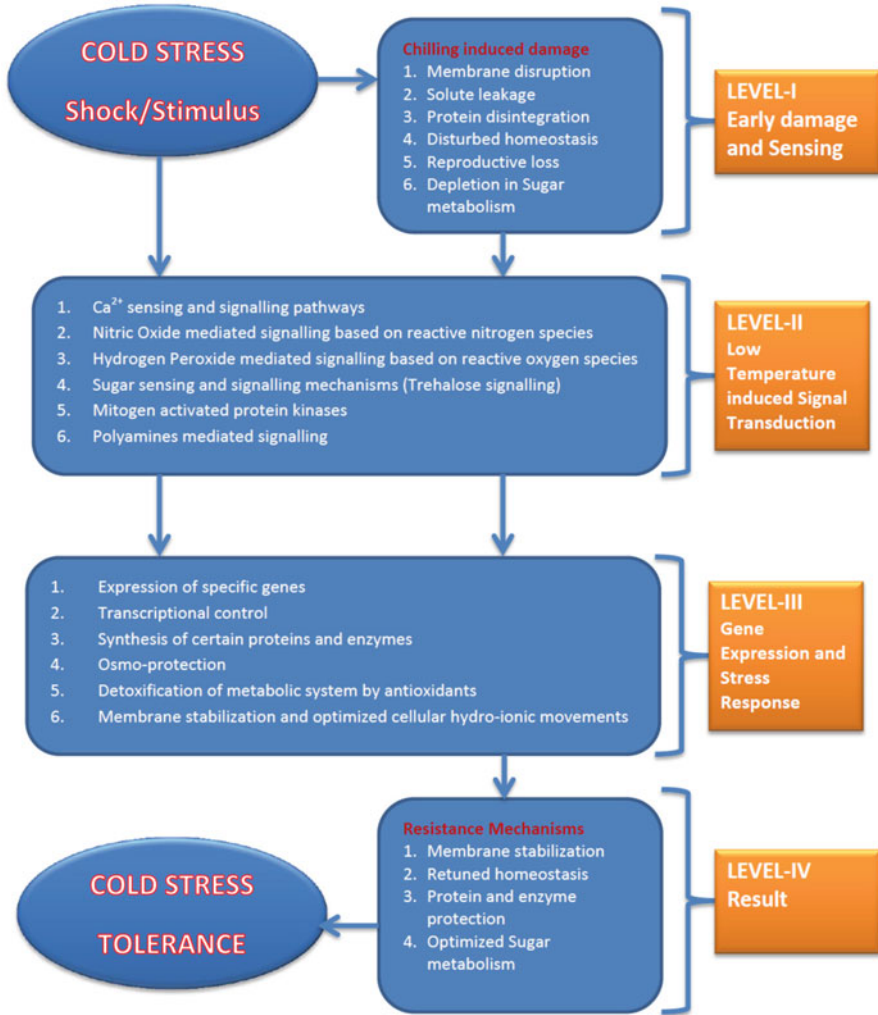 COLD STRESS
Shock/Stimulus
Chilling induced damage
1. Membrane disruption
2. Solute leakage
3. Protein disintegration
4. Disturbed homeostasis
5. Reproductive loss
6. Depletion in Sugar
metabolism
LEVEL-I
Early damage
and Sensing
1. Ca²⁺ sensing and signalling pathways
2. Nitric Oxide mediated signalling based on reactive nitrogen species
3. Hydrogen Peroxide mediated signalling based on reactive oxygen species
4. Sugar sensing and signalling mechanisms (Trehalose signalling)
5. Mitogen activated protein kinases
6. Polyamines mediated signalling
LEVEL-II
Low
Temperature
induced Signal
Transduction
1. Expression of specific genes
2. Transcriptional control
3. Synthesis of certain proteins and enzymes
4. Osmo-protection
5. Detoxification of metabolic system by antioxidants
6. Membrane stabilization and optimized cellular hydro-ionic movements
LEVEL-III
Gene
Expression and
Stress
Response
Resistance Mechanisms
1. Membrane stabilization
2. Retuned homeostasis
3. Protein and enzyme
protection
4. Optimized Sugar
metabolism
LEVEL-IV
Result
COLD STRESS
TOLERANCE